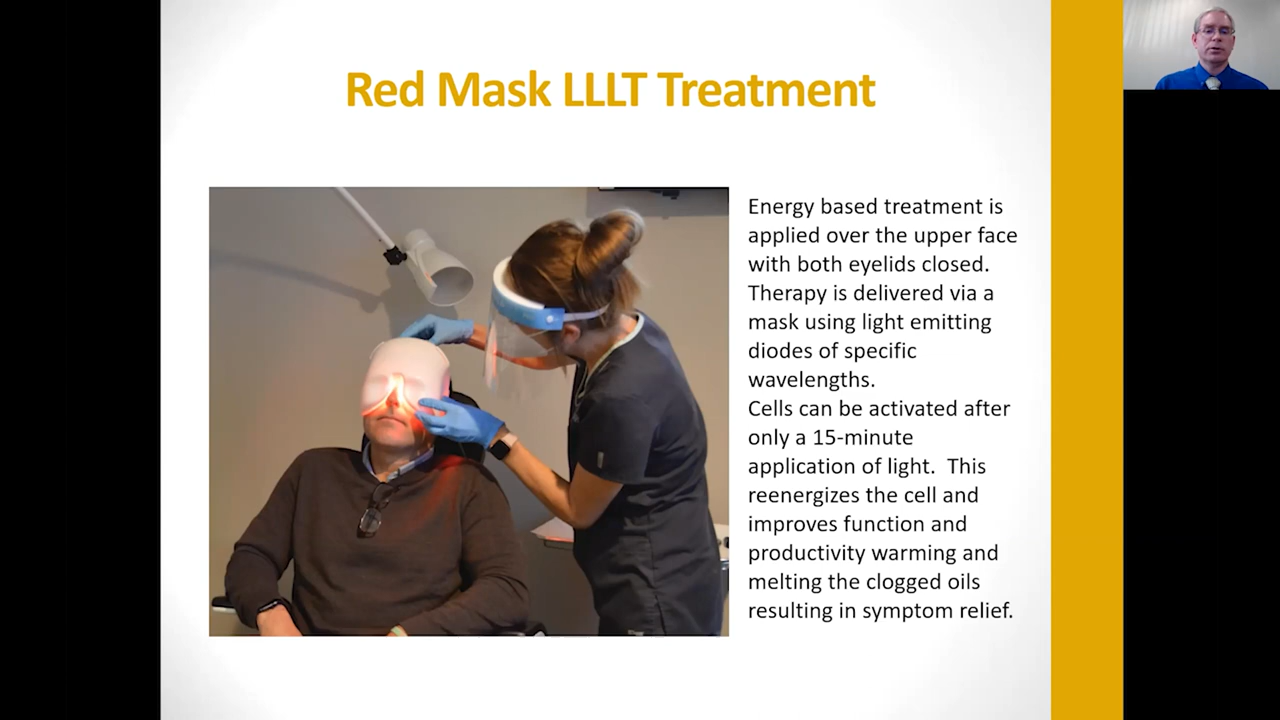 Red Mask LLLT Treatment
Energy based treatment is
applied over the upper face
with both eyelids closed.
Therapy is delivered via a
mask using light emitting
diodes of specific
wavelengths.
Cells can be activated after
only a 15-minute
application of light.  This
reenergizes the cell and
improves function and
productivity warming and
melting the clogged oils
resulting in symptom relief.